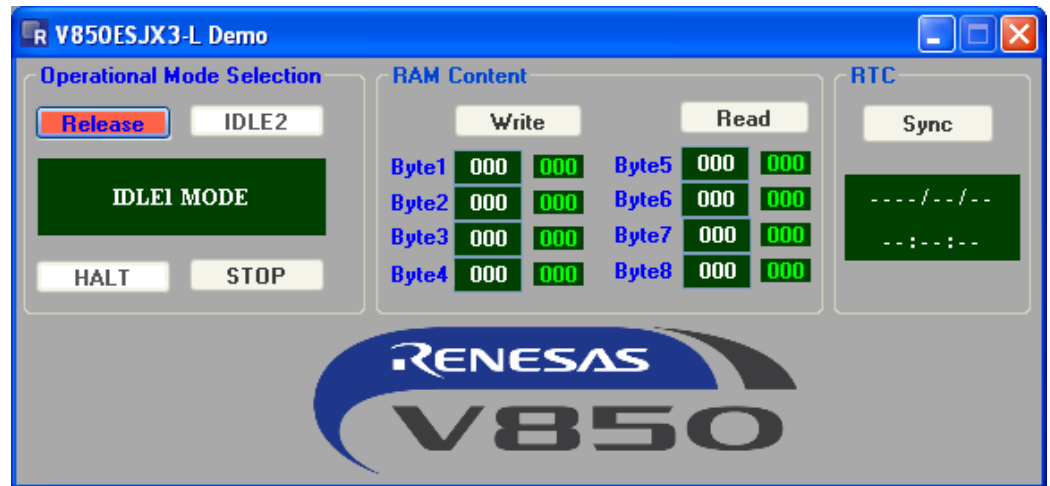 V850ESJX3-L Demo
Operational Mode Selection
Release IDLE2
IDLE1 MODE
HALT STOP
RAM Content
Write Read
Byte1 000 000 Byte5 000 000
Byte2 000 000 Byte6 000 000
Byte3 000 000 Byte7 000 000
Byte4 000 000 Byte8 000 000
RTC
Sync
----/--/--
--:--:--
RENESAS
V850